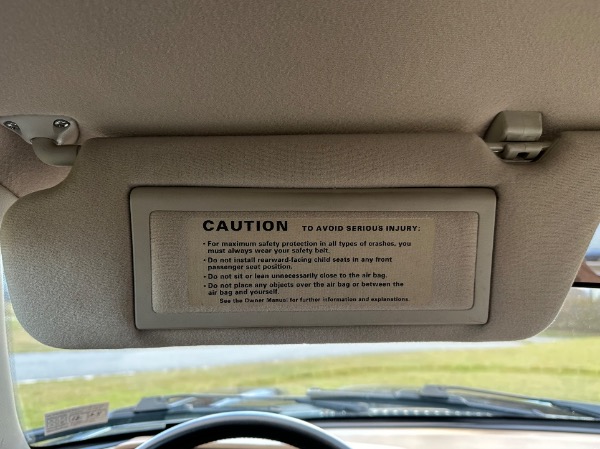 CAUTION TO AVOID SERIOUS INJURY:
• For maximum safety protection in all types of crashes, you
must always wear your safety belt.
• Do not install rearward-facing child seats in any front
passenger seat position.
• Do not sit or lean unnecessarily close to the air bag.
• Do not place any objects over the air bag or between the
air bag and yourself.
See the Owner Manual for further information and explanations.